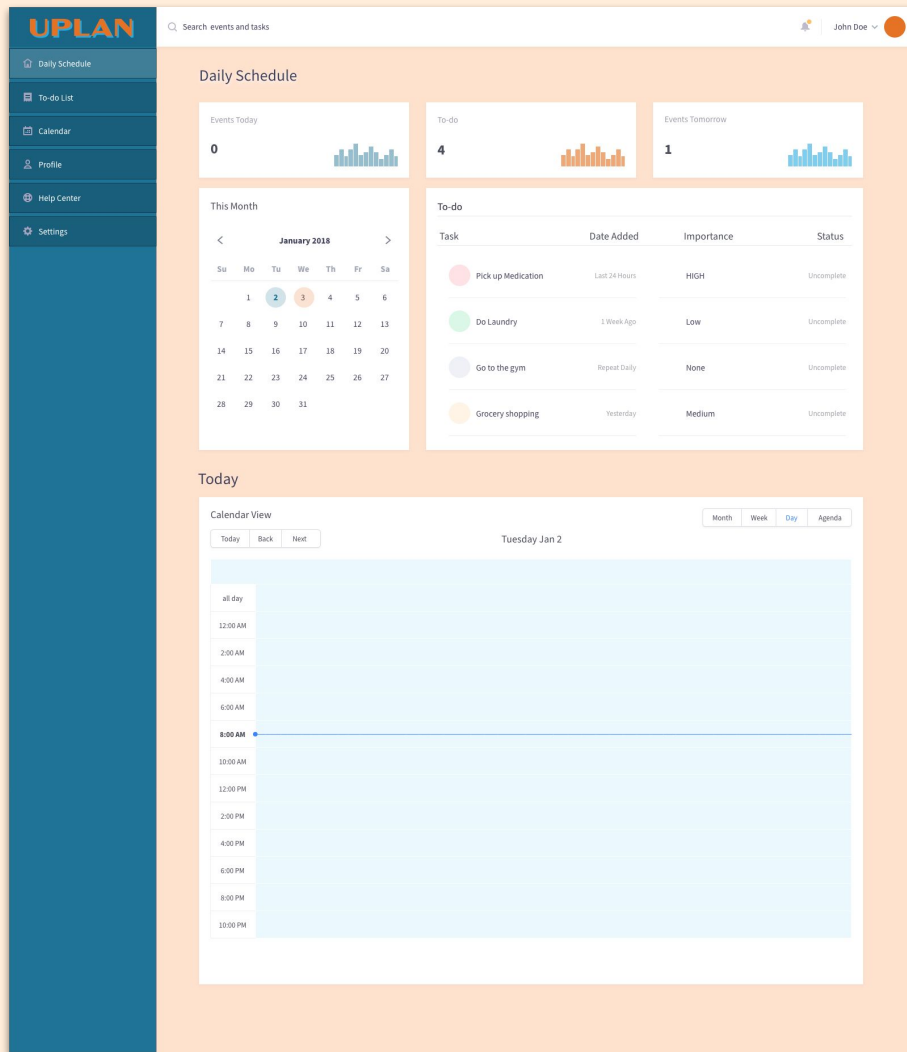 UPLAN
Search events and tasks
John Doe
Daily Schedule
To-do List
Calendar
Profile
Help Center
Settings
Daily Schedule
Events Today
0
To-do
4
Events Tomorrow
1
This Month
January 2018
Su Mo Tu We Th Fr Sa
1 2 3 4 5 6
7 8 9 10 11 12 13
14 15 16 17 18 19 20
21 22 23 24 25 26 27
28 29 30 31
To-do
Task Date Added Importance Status
Pick up Medication Last 24 Hours HIGH Uncomplete
Do Laundry 1 Week Ago Low Uncomplete
Go to the gym Repeat Daily None Uncomplete
Grocery shopping Yesterday Medium Uncomplete
Today
Calendar View
Month Week Day Agenda
Today Back Next
Tuesday Jan 2
all day
12:00 AM
2:00 AM
4:00 AM
6:00 AM
8:00 AM
10:00 AM
12:00 PM
2:00 PM
4:00 PM
6:00 PM
8:00 PM
10:00 PM